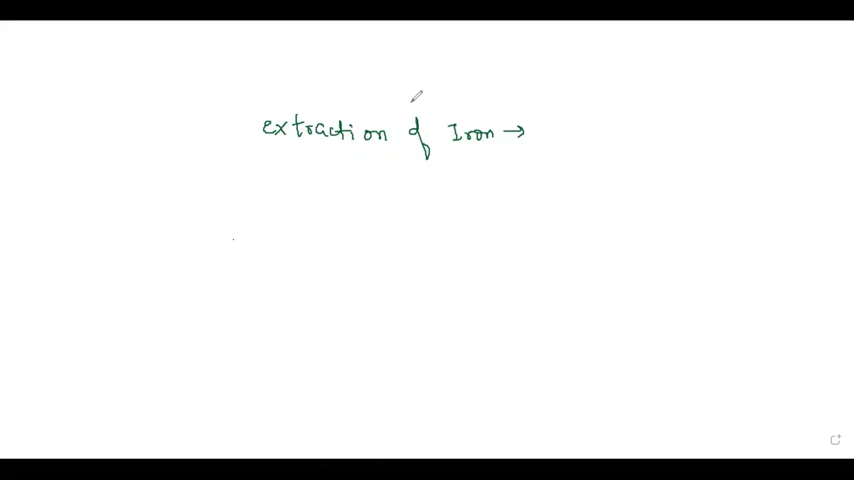 extraction of Iron →